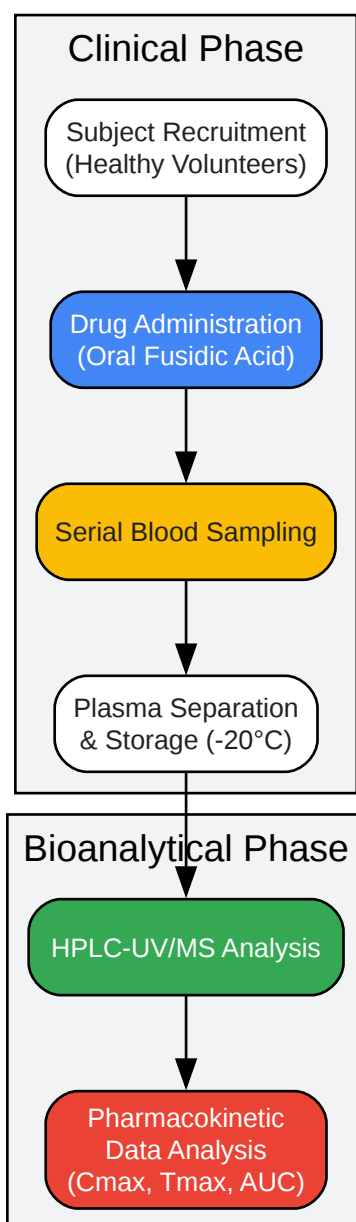 Clinical Phase
Subject Recruitment
(Healthy Volunteers)
Drug Administration
(Oral Fusidic Acid)
Serial Blood Sampling
Plasma Separation
& Storage (-20°C)
Bioanalytical Phase
HPLC-UV/MS Analysis
Pharmacokinetic
Data Analysis
(Cmax, Tmax, AUC)